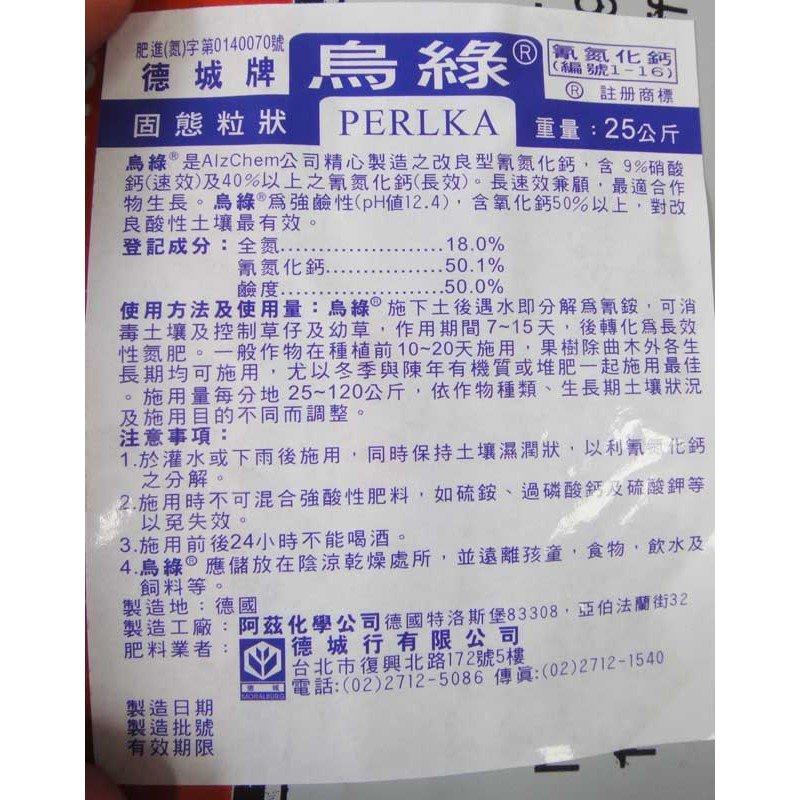 肥進(氮)字第0140070號
德城牌
烏綠®
氰氮化鈣
(編號1-16)
® 註册商標
固態粒狀
PERLKA
重量：25公斤
烏綠®是AlzChem公司精心製造之改良型氰氮化鈣，含 9%硝酸
鈣(速效)及40%以上之氰氮化鈣(長效)。長速效兼顧，最適合作
物生長。烏綠®爲強鹼性(pH值12.4)，含氧化鈣50%以上，對改
良酸性土壤最有效。
登記成分：全氮......................18.0%
氰氮化鈣................50.1%
鹼度......................50.0%
使用方法及使用量：烏綠®施下土後遇水即分解爲氰銨，可消
毒土壤及控制草仔及幼草，作用期間7~15天，後轉化爲長效
性氮肥。一般作物在種植前10~20天施用，果樹除曲木外各生
長期均可施用，尤以冬季與陳年有機質或堆肥一起施用最佳
。施用量每分地 25~120公斤，依作物種類、生長期土壤狀況
及施用目的不同而調整。
注意事項：
1.於灌水或下雨後施用，同時保持土壤濕潤狀，以利氰氮化鈣
之分解。
2.施用時不可混合強酸性肥料，如硫銨、過磷酸鈣及硫酸鉀等
以免失效。
3.施用前後24小時不能喝酒。
4.烏綠®應儲放在陰涼乾燥處所，並遠離孩童，食物，飲水及
飼料等。
製造地：德國
製造工廠：阿茲化學公司德國特洛斯堡83308，亞伯法蘭街32
肥料業者：德城行有限公司
德城
MORALBURG
台北市復興北路172號5樓
電話:(02)2712-5086 傳眞:(02)2712-1540
製造日期
製造批號
有效期限